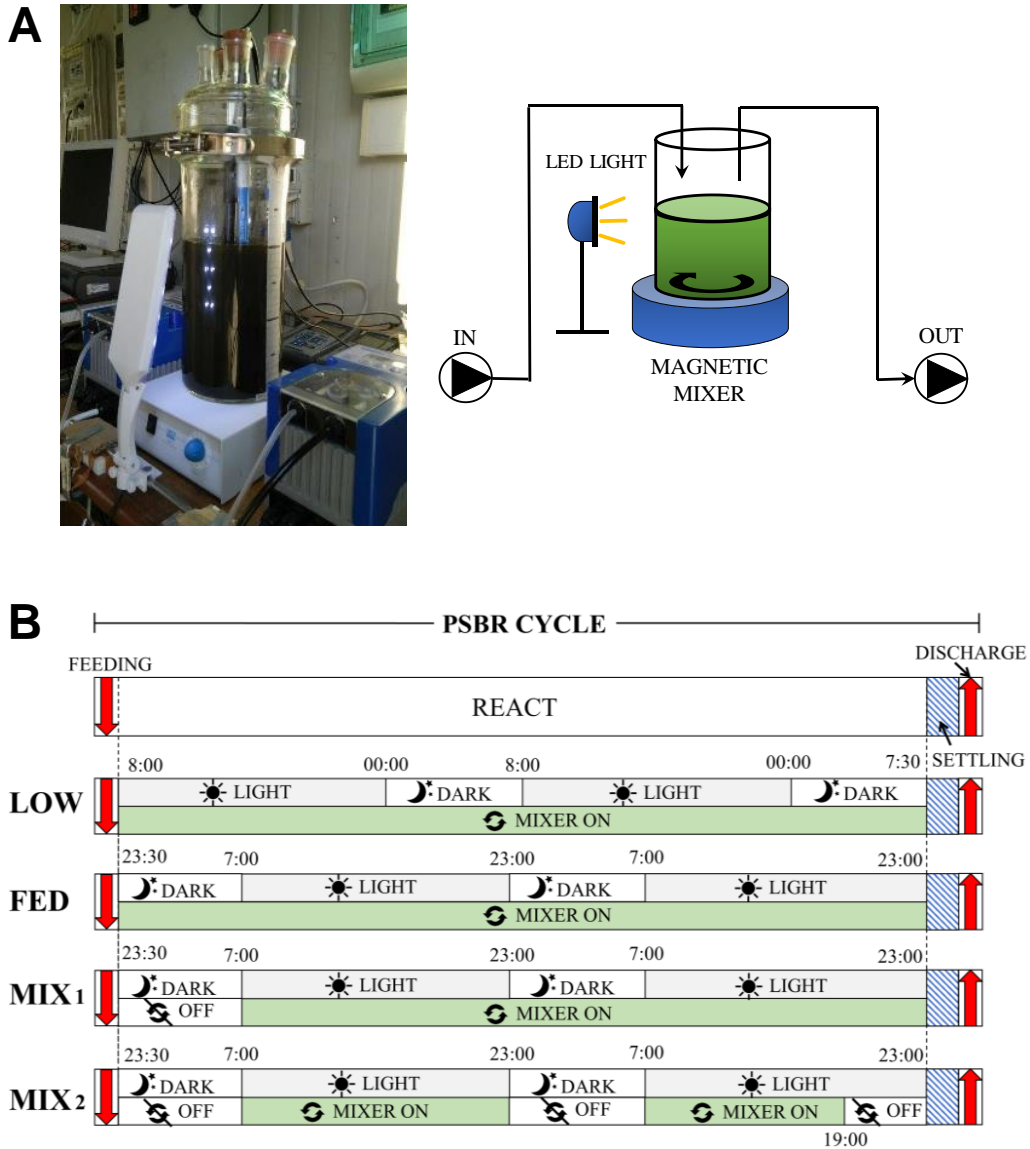 A
LED LIGHT
IN
OUT
MAGNETIC
MIXER
B
PSBR CYCLE
FEEDING
DISCHARGE
REACT
SETTLING
8:00 00:00 8:00 00:00 7:30
LOW
LIGHT DARK LIGHT DARK
MIXER ON
23:30 7:00 23:00 7:00 23:00
FED
DARK LIGHT DARK LIGHT
MIXER ON
23:30 7:00 23:00 7:00 23:00
MIX1
DARK LIGHT DARK LIGHT
OFF MIXER ON
23:30 7:00 23:00 7:00 23:00
MIX2
DARK LIGHT DARK LIGHT
OFF MIXER ON OFF MIXER ON OFF
19:00